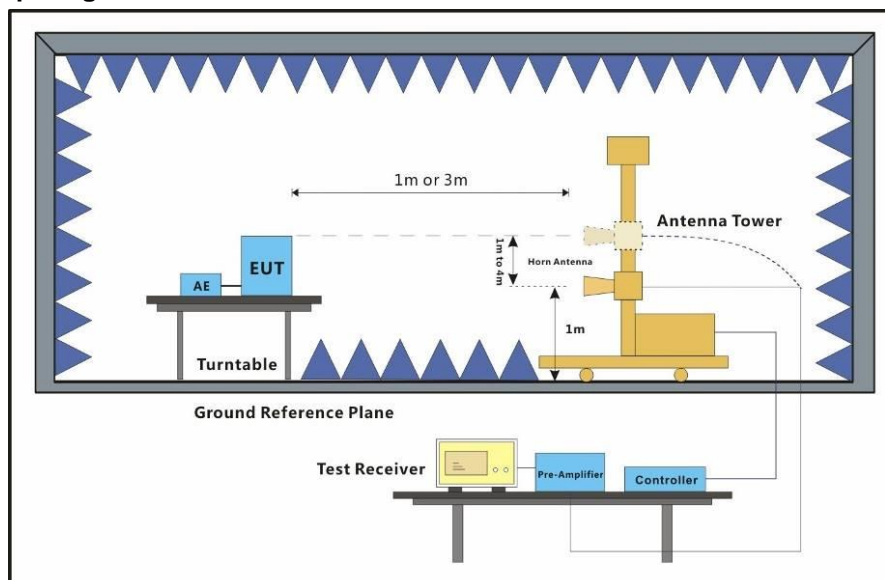 1m or 3m
Antenna Tower
1m to 4m
Horn Antenna
EUT
AE
1m
Turntable
Ground Reference Plane
Test Receiver
Pre-Amplifier
Controller